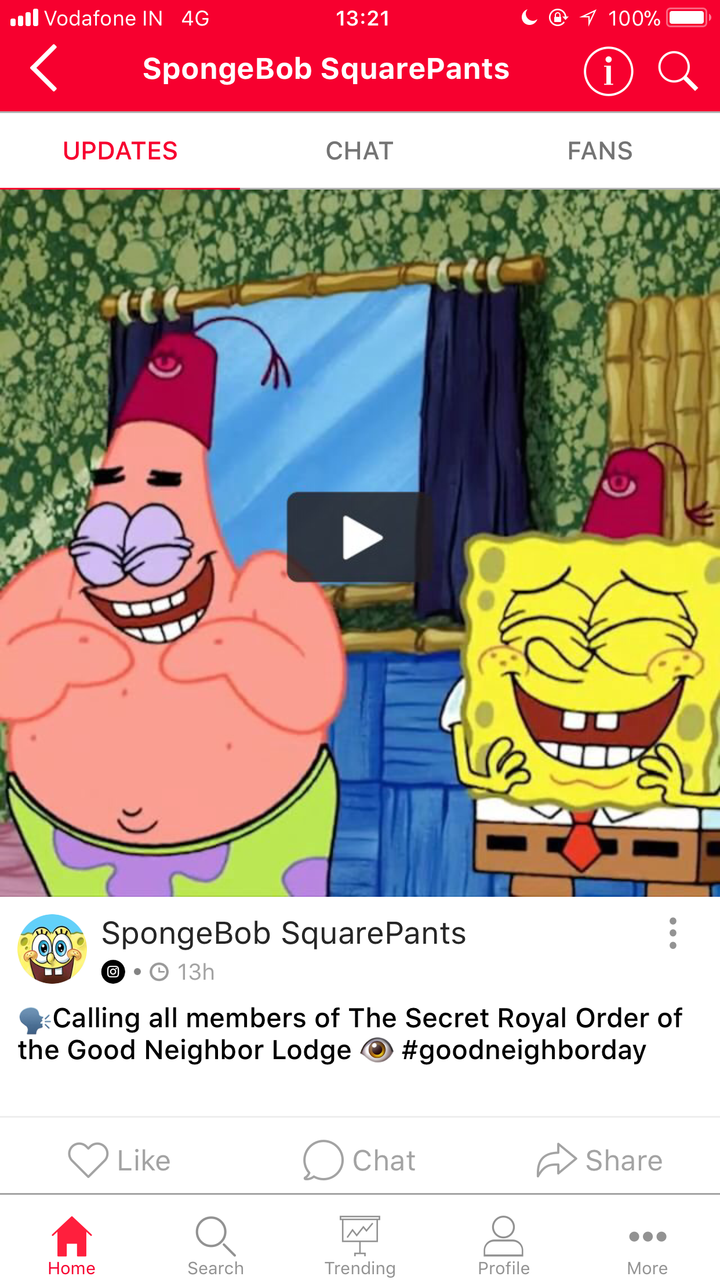 Vodafone IN 4G 13:21 100%
SpongeBob SquarePants
UPDATES CHAT FANS
SpongeBob SquarePants
• 13h
🗣Calling all members of The Secret Royal Order of
the Good Neighbor Lodge 👁 #goodneighborday
Like Chat Share
Home Search Trending Profile More